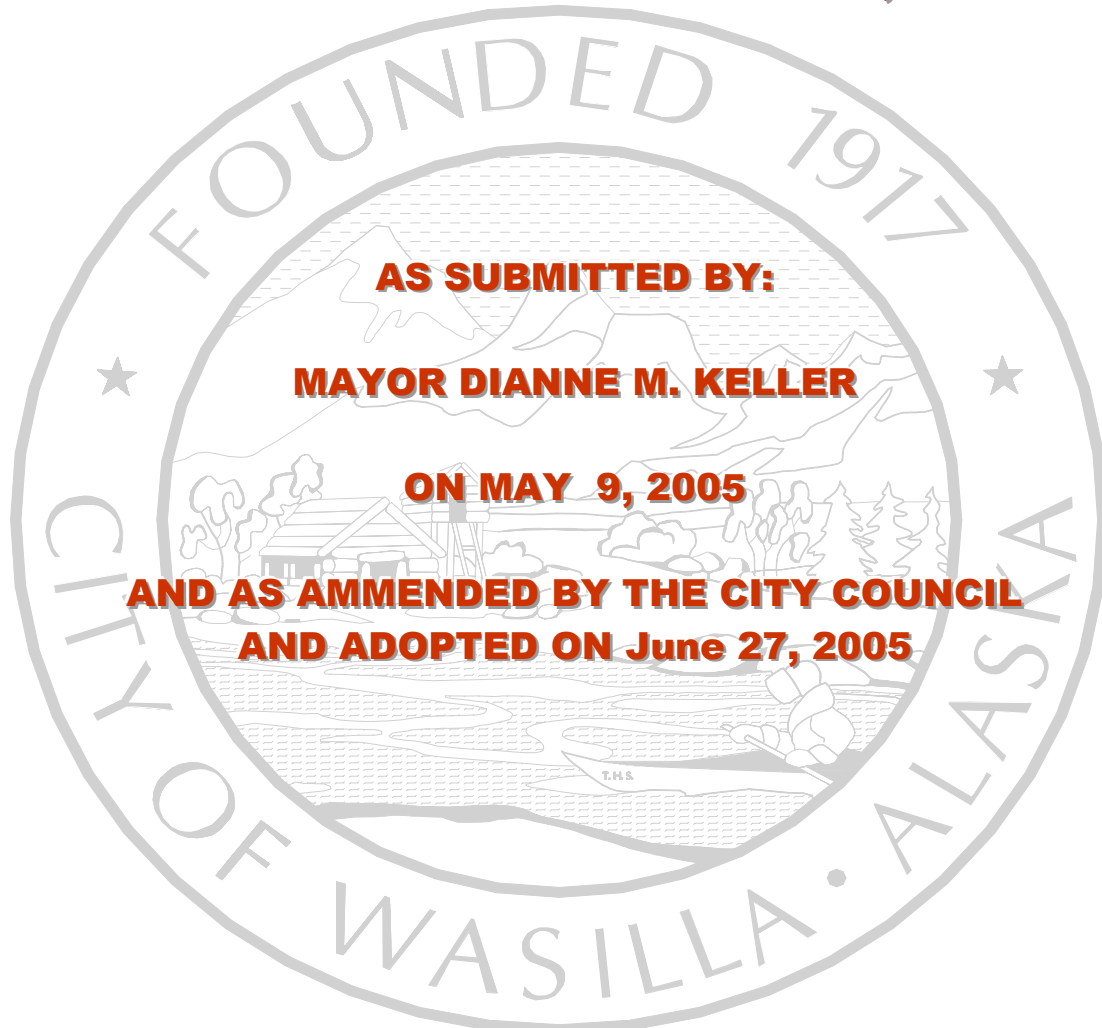 FOUNDED 1917
AS SUBMITTED BY:
MAYOR DIANNE M. KELLER
ON MAY 9, 2005
AND AS AMMENDED BY THE CITY COUNCIL
AND ADOPTED ON June 27, 2005
T.H.S.
CITY OF WASILLA • ALASKA